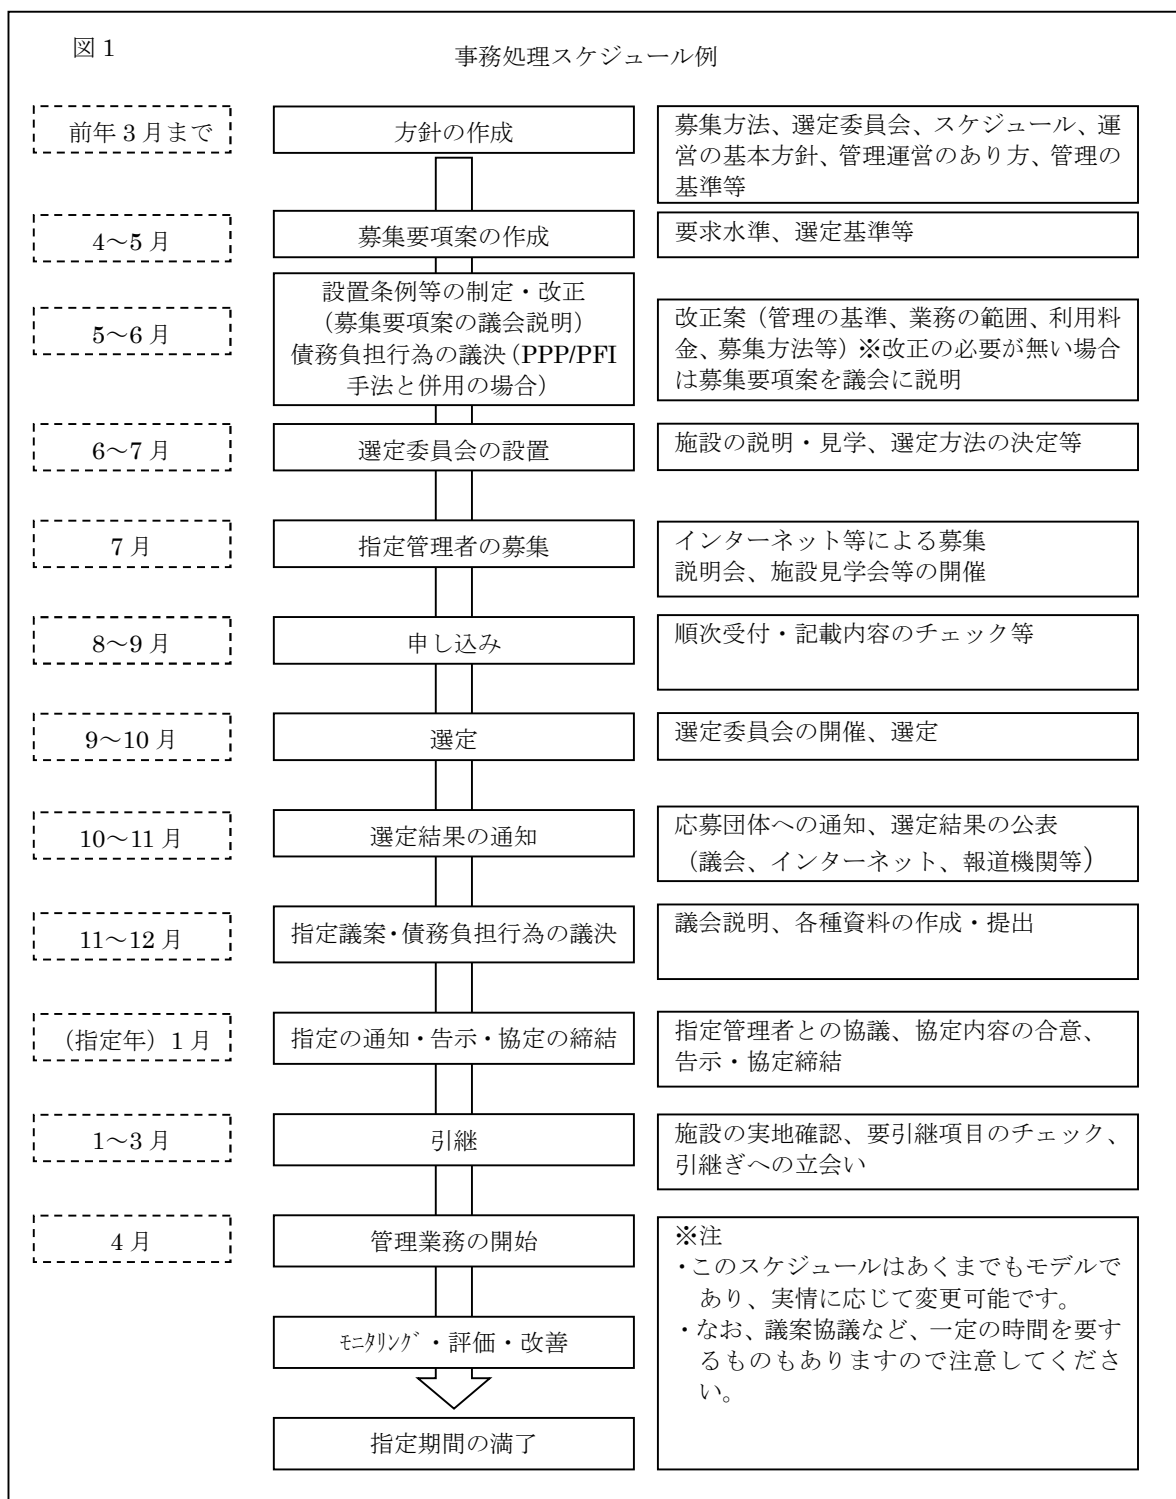 図1
事務処理スケジュール例
前年3月まで
方針の作成
募集方法、選定委員会、スケジュール、運
営の基本方針、管理運営のあり方、管理の
基準等
4～5月
募集要項案の作成
要求水準、選定基準等
5～6月
設置条例等の制定・改正
（募集要項案の議会説明）
債務負担行為の議決（PPP/PFI
手法と併用の場合）
改正案（管理の基準、業務の範囲、利用料
金、募集方法等）※改正の必要が無い場合
は募集要項案を議会に説明
6～7月
選定委員会の設置
施設の説明・見学、選定方法の決定等
7月
指定管理者の募集
インターネット等による募集
説明会、施設見学会等の開催
8～9月
申し込み
順次受付・記載内容のチェック等
9～10月
選定
選定委員会の開催、選定
10～11月
選定結果の通知
応募団体への通知、選定結果の公表
（議会、インターネット、報道機関等）
11～12月
指定議案・債務負担行為の議決
議会説明、各種資料の作成・提出
（指定年）1月
指定の通知・告示・協定の締結
指定管理者との協議、協定内容の合意、
告示・協定締結
1～3月
引継
施設の実地確認、要引継項目のチェック、
引継ぎへの立会い
4月
管理業務の開始
※注
・このスケジュールはあくまでもモデルで
あり、実情に応じて変更可能です。
・なお、議案協議など、一定の時間を要す
るものもありますので注意してくださ
い。
ﾓﾆﾀﾘﾝｸﾞ・評価・改善
指定期間の満了